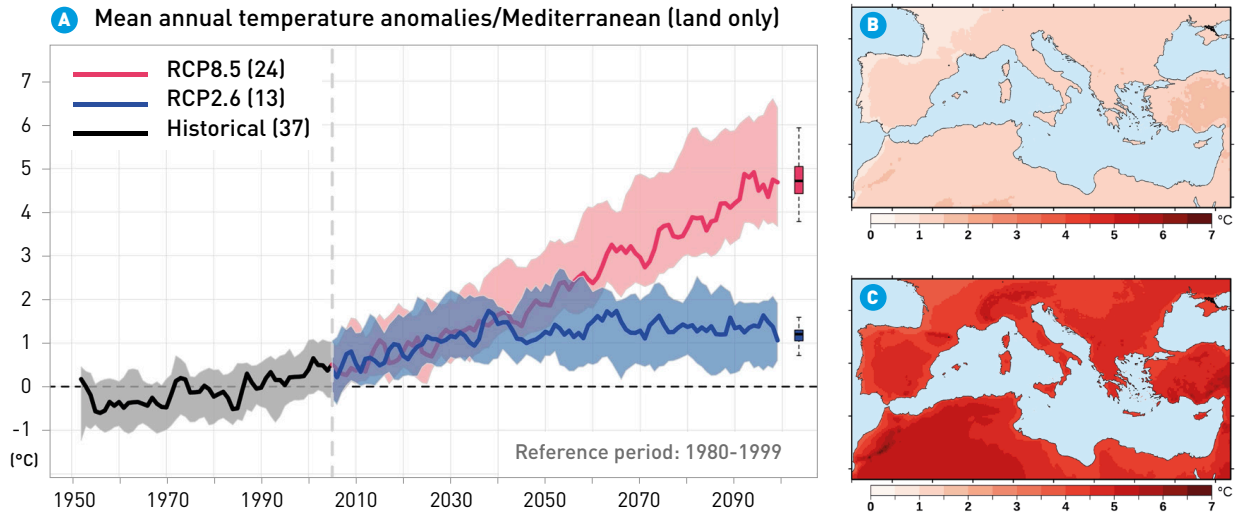 A Mean annual temperature anomalies/Mediterranean (land only)
RCP8.5 (24)
RCP2.6 (13)
Historical (37)
7
6
5
4
3
2
1
0
-1
(°C)
Reference period: 1980-1999
1950 1970 1990 2010 2030 2050 2070 2090
B
0 1 2 3 4 5 6 7 °C
C
0 1 2 3 4 5 6 7 °C